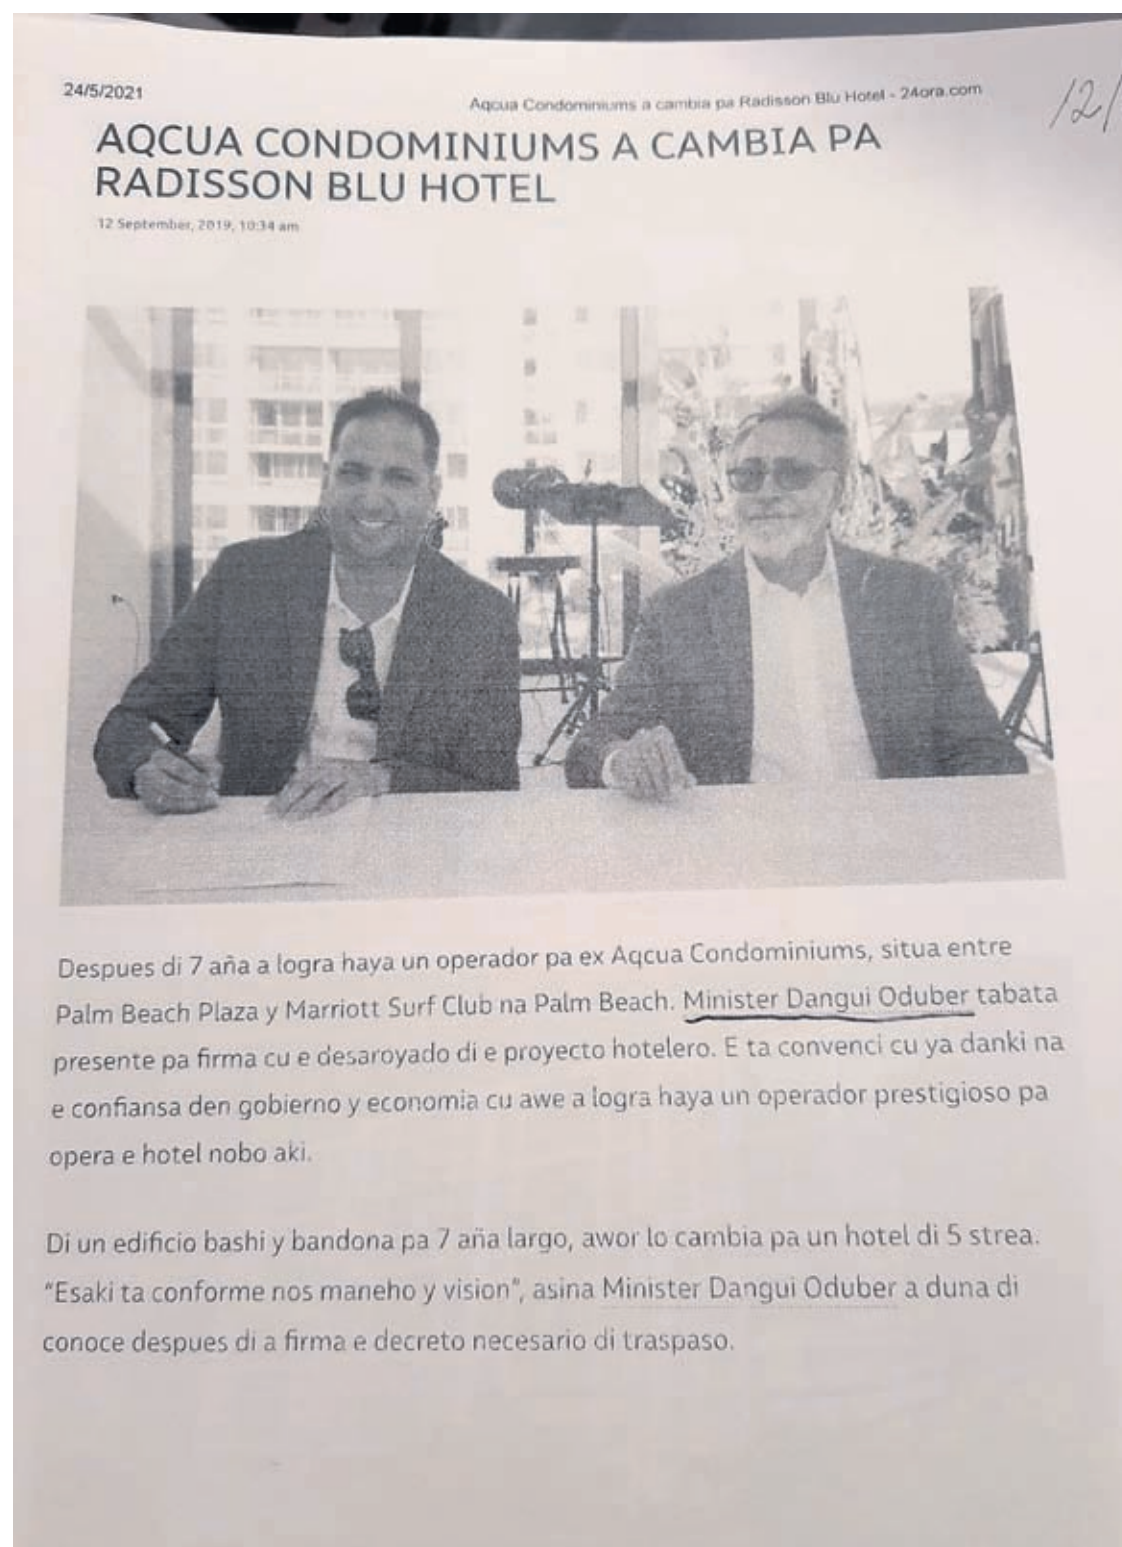 24/5/2021
Aqcua Condominiums a cambia pa Radisson Blu Hotel - 24ora.com
12/
AQCUA CONDOMINIUMS A CAMBIA PA
RADISSON BLU HOTEL
12 September, 2019, 10:34 am
Despues di 7 aña a logra haya un operador pa ex Aqcua Condominiums, situa entre
Palm Beach Plaza y Marriott Surf Club na Palm Beach. Minister Dangui Oduber tabata
presente pa firma cu e desaroyado di e proyecto hotelero. E ta convenci cu ya danki na
e confiansa den gobierno y economia cu awe a logra haya un operador prestigioso pa
opera e hotel nobo aki.
Di un edificio bashi y bandona pa 7 aña largo, awor lo cambia pa un hotel di 5 strea.
"Esaki ta conforme nos maneho y vision", asina Minister Dangui Oduber a duna di
conoce despues di a firma e decreto necesario di traspaso.